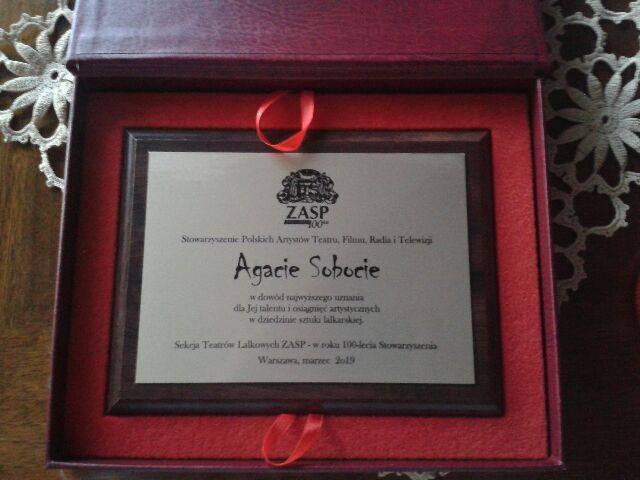 ZASP
100lat
Stowarzyszenie Polskich Artystów Teatru, Filmu, Radia i Telewizji
Agacie Sobocie
w dowód najwyższego uznania
dla Jej talentu i osiągnięć artystycznych
w dziedzinie sztuki lalkarskiej.
Sekcja Teatrów Lalkowych ZASP - w roku 100-lecia Stowarzyszenia
Warszawa, marzec 2019